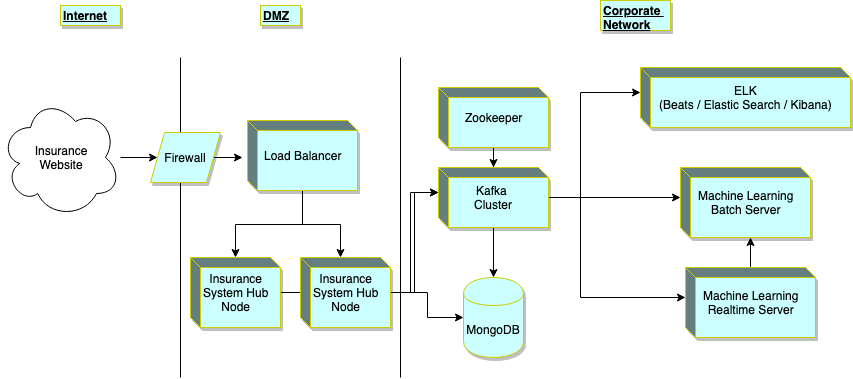 Internet
DMZ
Corporate
Network
ELK
(Beats / Elastic Search / Kibana)
Zookeeper
Insurance
Website
Firewall
Load Balancer
Kafka
Cluster
Machine Learning
Batch Server
Insurance
System Hub
Node
Insurance
System Hub
Node
MongoDB
Machine Learning
Realtime Server